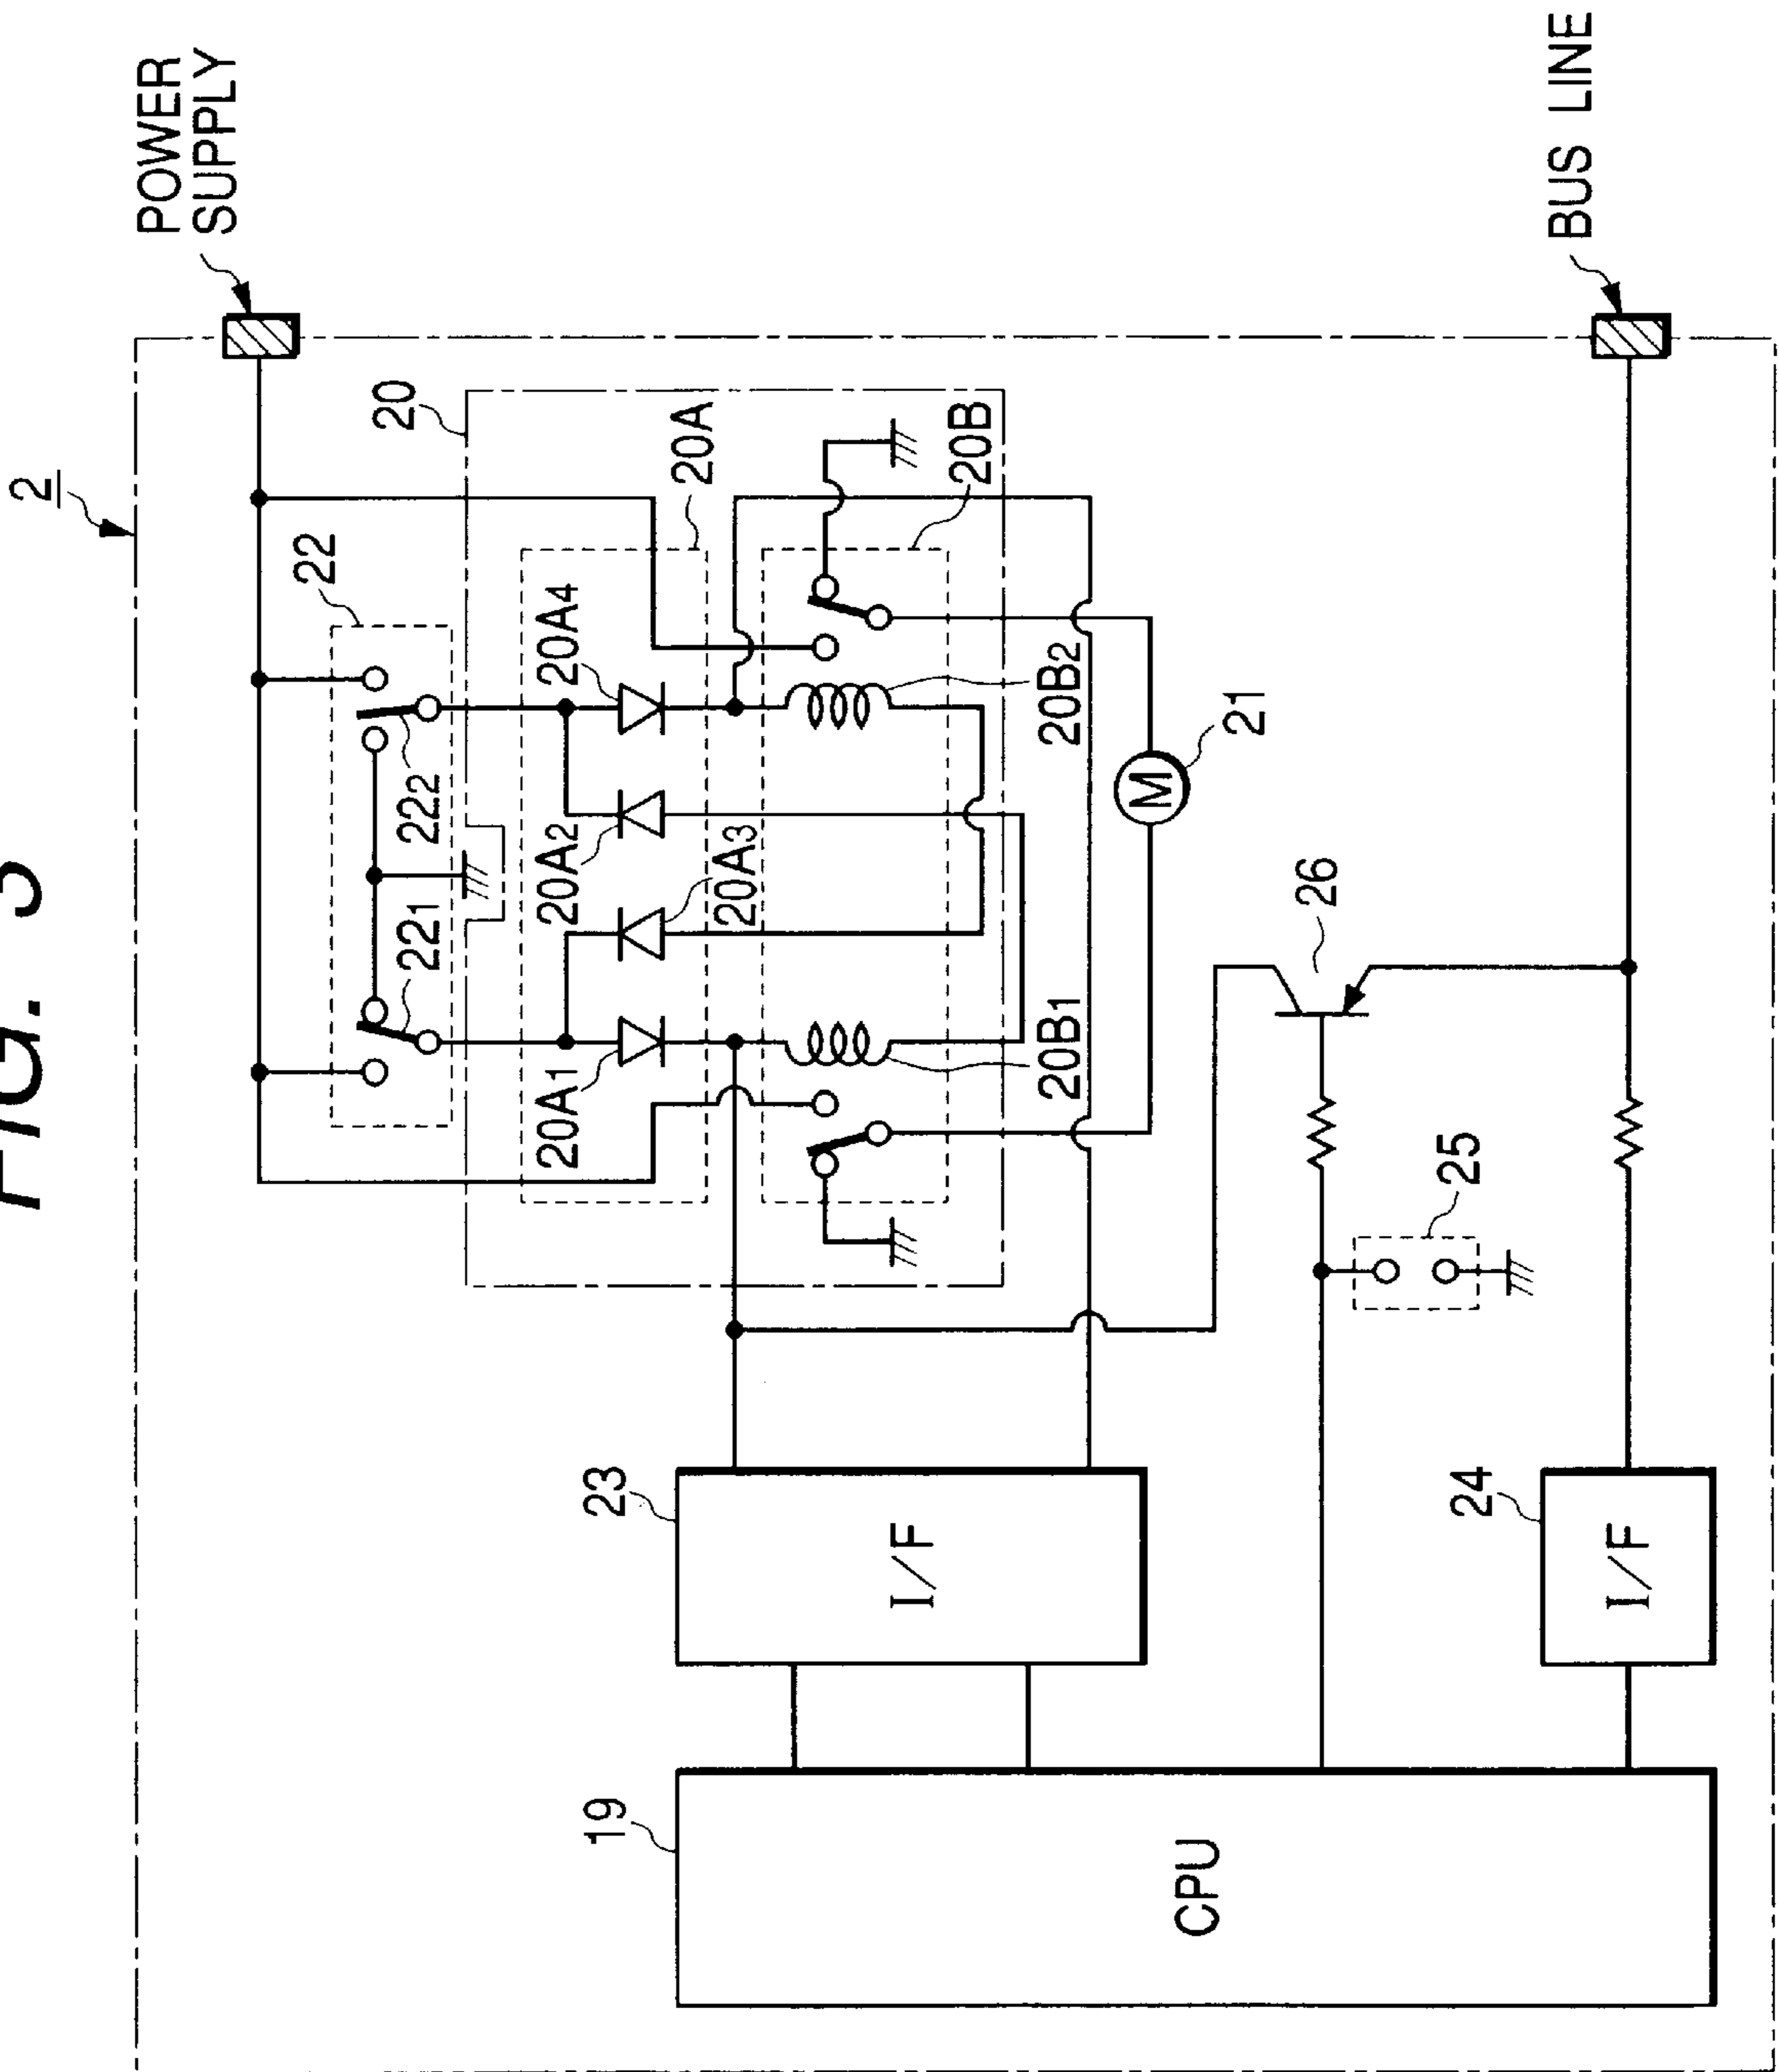 FIG. 3
2
POWER
SUPPLY
22
20
221
222
20A
20A1
20A2
20A3
20A4
20B
20B1
20B2
M
21
23
I/F
26
25
24
I/F
19
CPU
BUS LINE